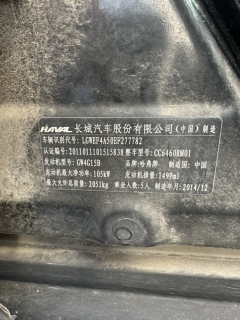 HAVAL 长城汽车股份有限公司(中国)制造
车辆识别代号:LGWEF4A50EF277782
认证编号:2011011101515838 整车型号:CC6460RM01
发动机型号:GW4G15B 品牌:哈弗牌 制造国:中国
发动机最大净功率:105kW 发动机排量:1497ml
最大允许总质量:2051kg 乘坐人数:5人 制造年月:2014/12